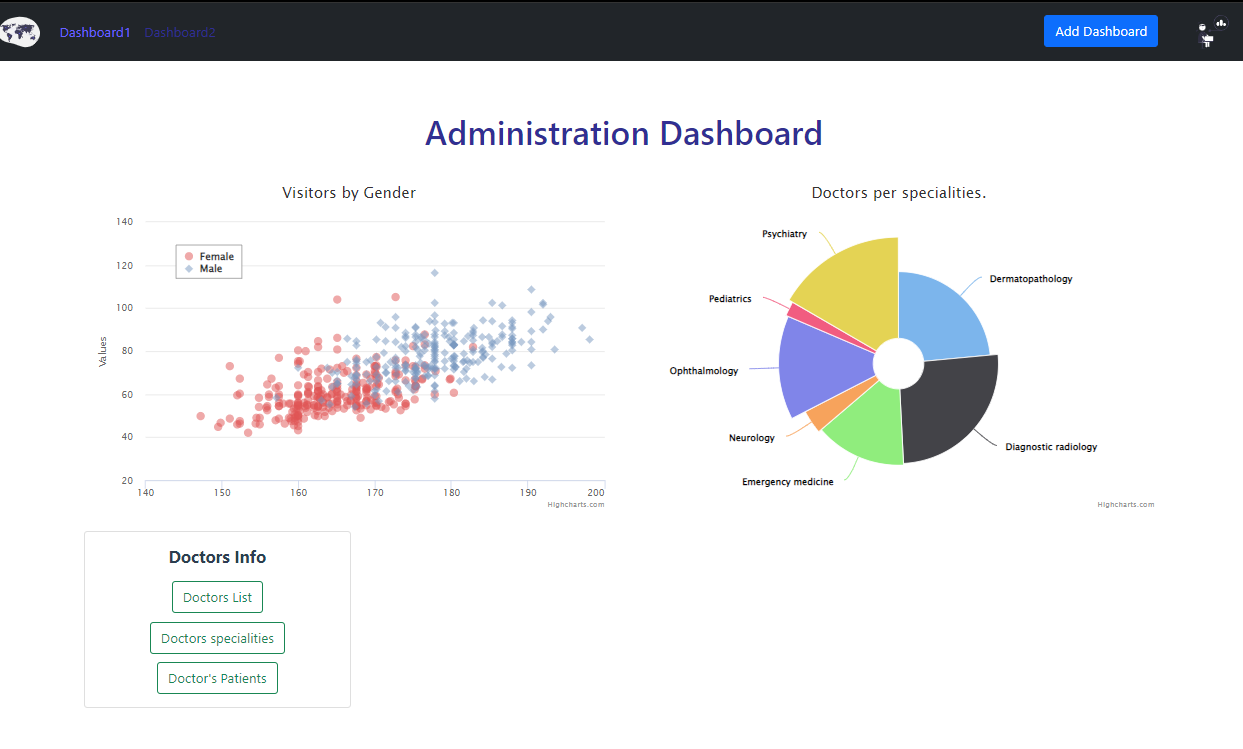 Dashboard1 Dashboard2 Add Dashboard
Administration Dashboard
Visitors by Gender
140
120
100
80
60
40
20
Values
Female
Male
140 150 160 170 180 190 200
Highcharts.com
Doctors per specialities.
Psychiatry
Dermatopathology
Pediatrics
Ophthalmology
Neurology
Diagnostic radiology
Emergency medicine
Highcharts.com
Doctors Info
Doctors List
Doctors specialities
Doctor's Patients